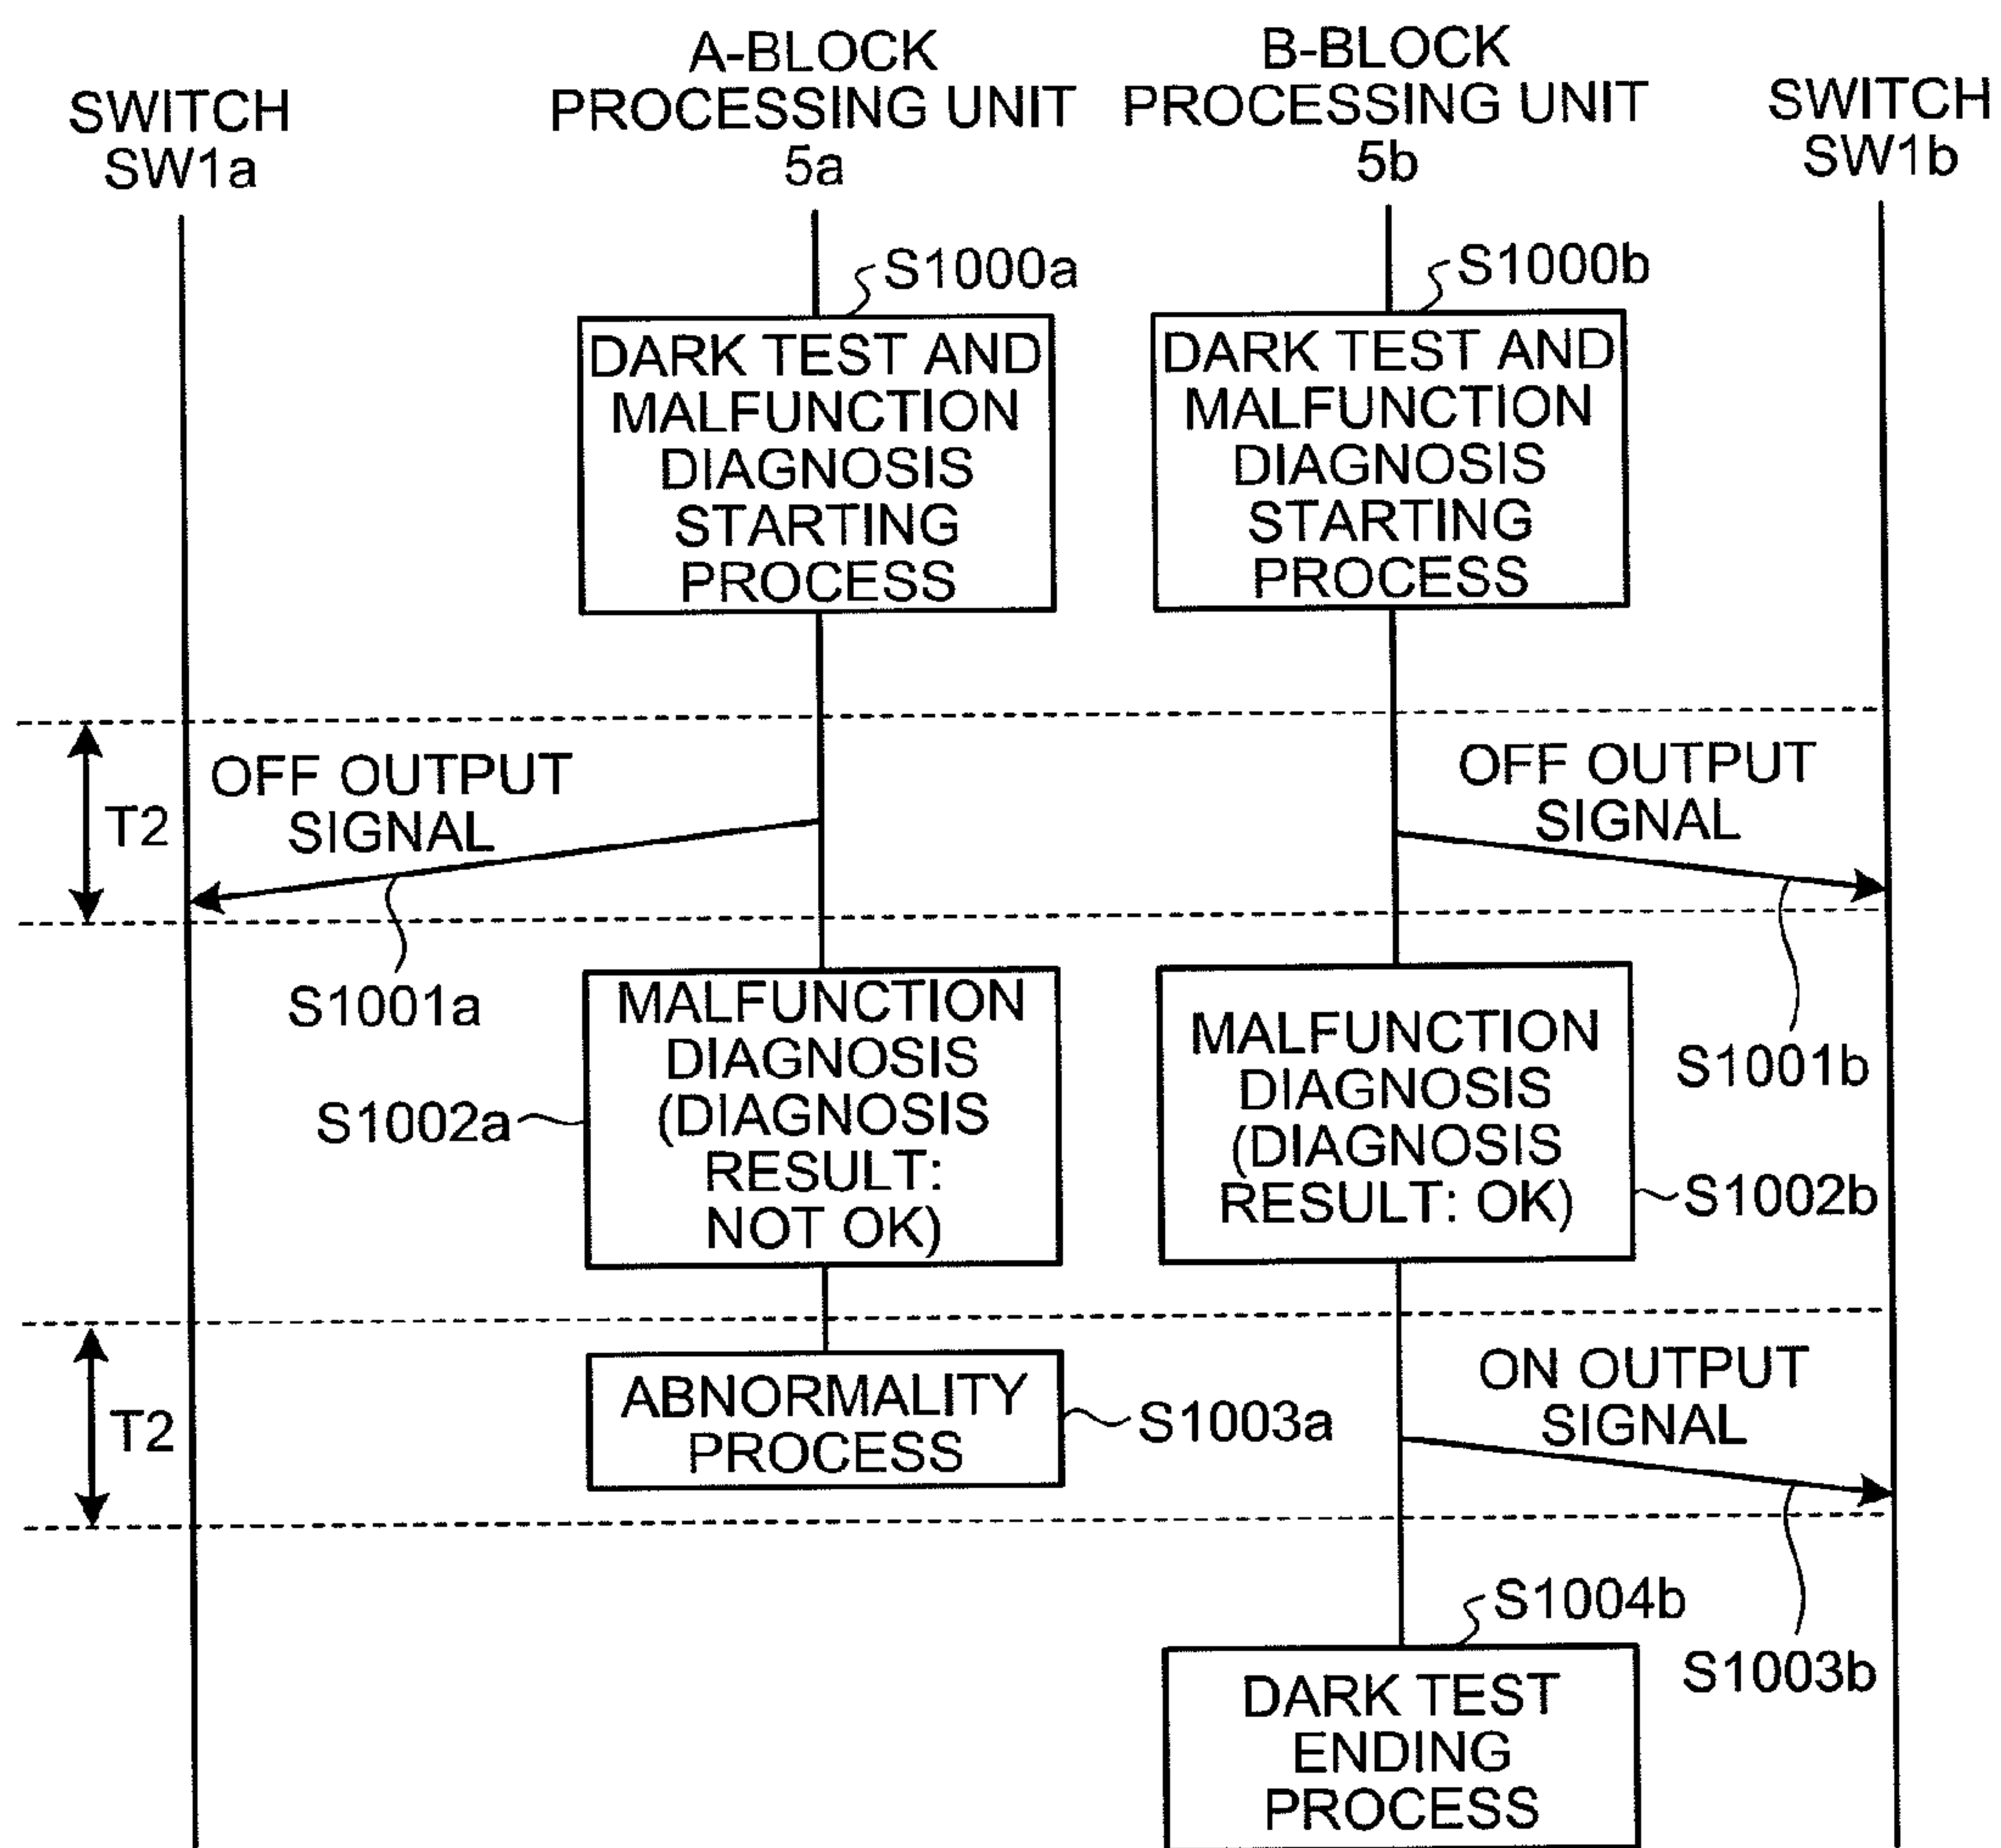 SWITCH
SW1a
A-BLOCK
PROCESSING UNIT
5a
B-BLOCK
PROCESSING UNIT
5b
SWITCH
SW1b
S1000a
S1000b
DARK TEST AND
MALFUNCTION
DIAGNOSIS
STARTING
PROCESS
DARK TEST AND
MALFUNCTION
DIAGNOSIS
STARTING
PROCESS
T2
OFF OUTPUT
SIGNAL
OFF OUTPUT
SIGNAL
S1001a
S1001b
S1002a
MALFUNCTION
DIAGNOSIS
(DIAGNOSIS
RESULT:
NOT OK)
MALFUNCTION
DIAGNOSIS
(DIAGNOSIS
RESULT: OK)
S1002b
T2
ABNORMALITY
PROCESS
S1003a
ON OUTPUT
SIGNAL
S1003b
S1004b
DARK TEST
ENDING
PROCESS